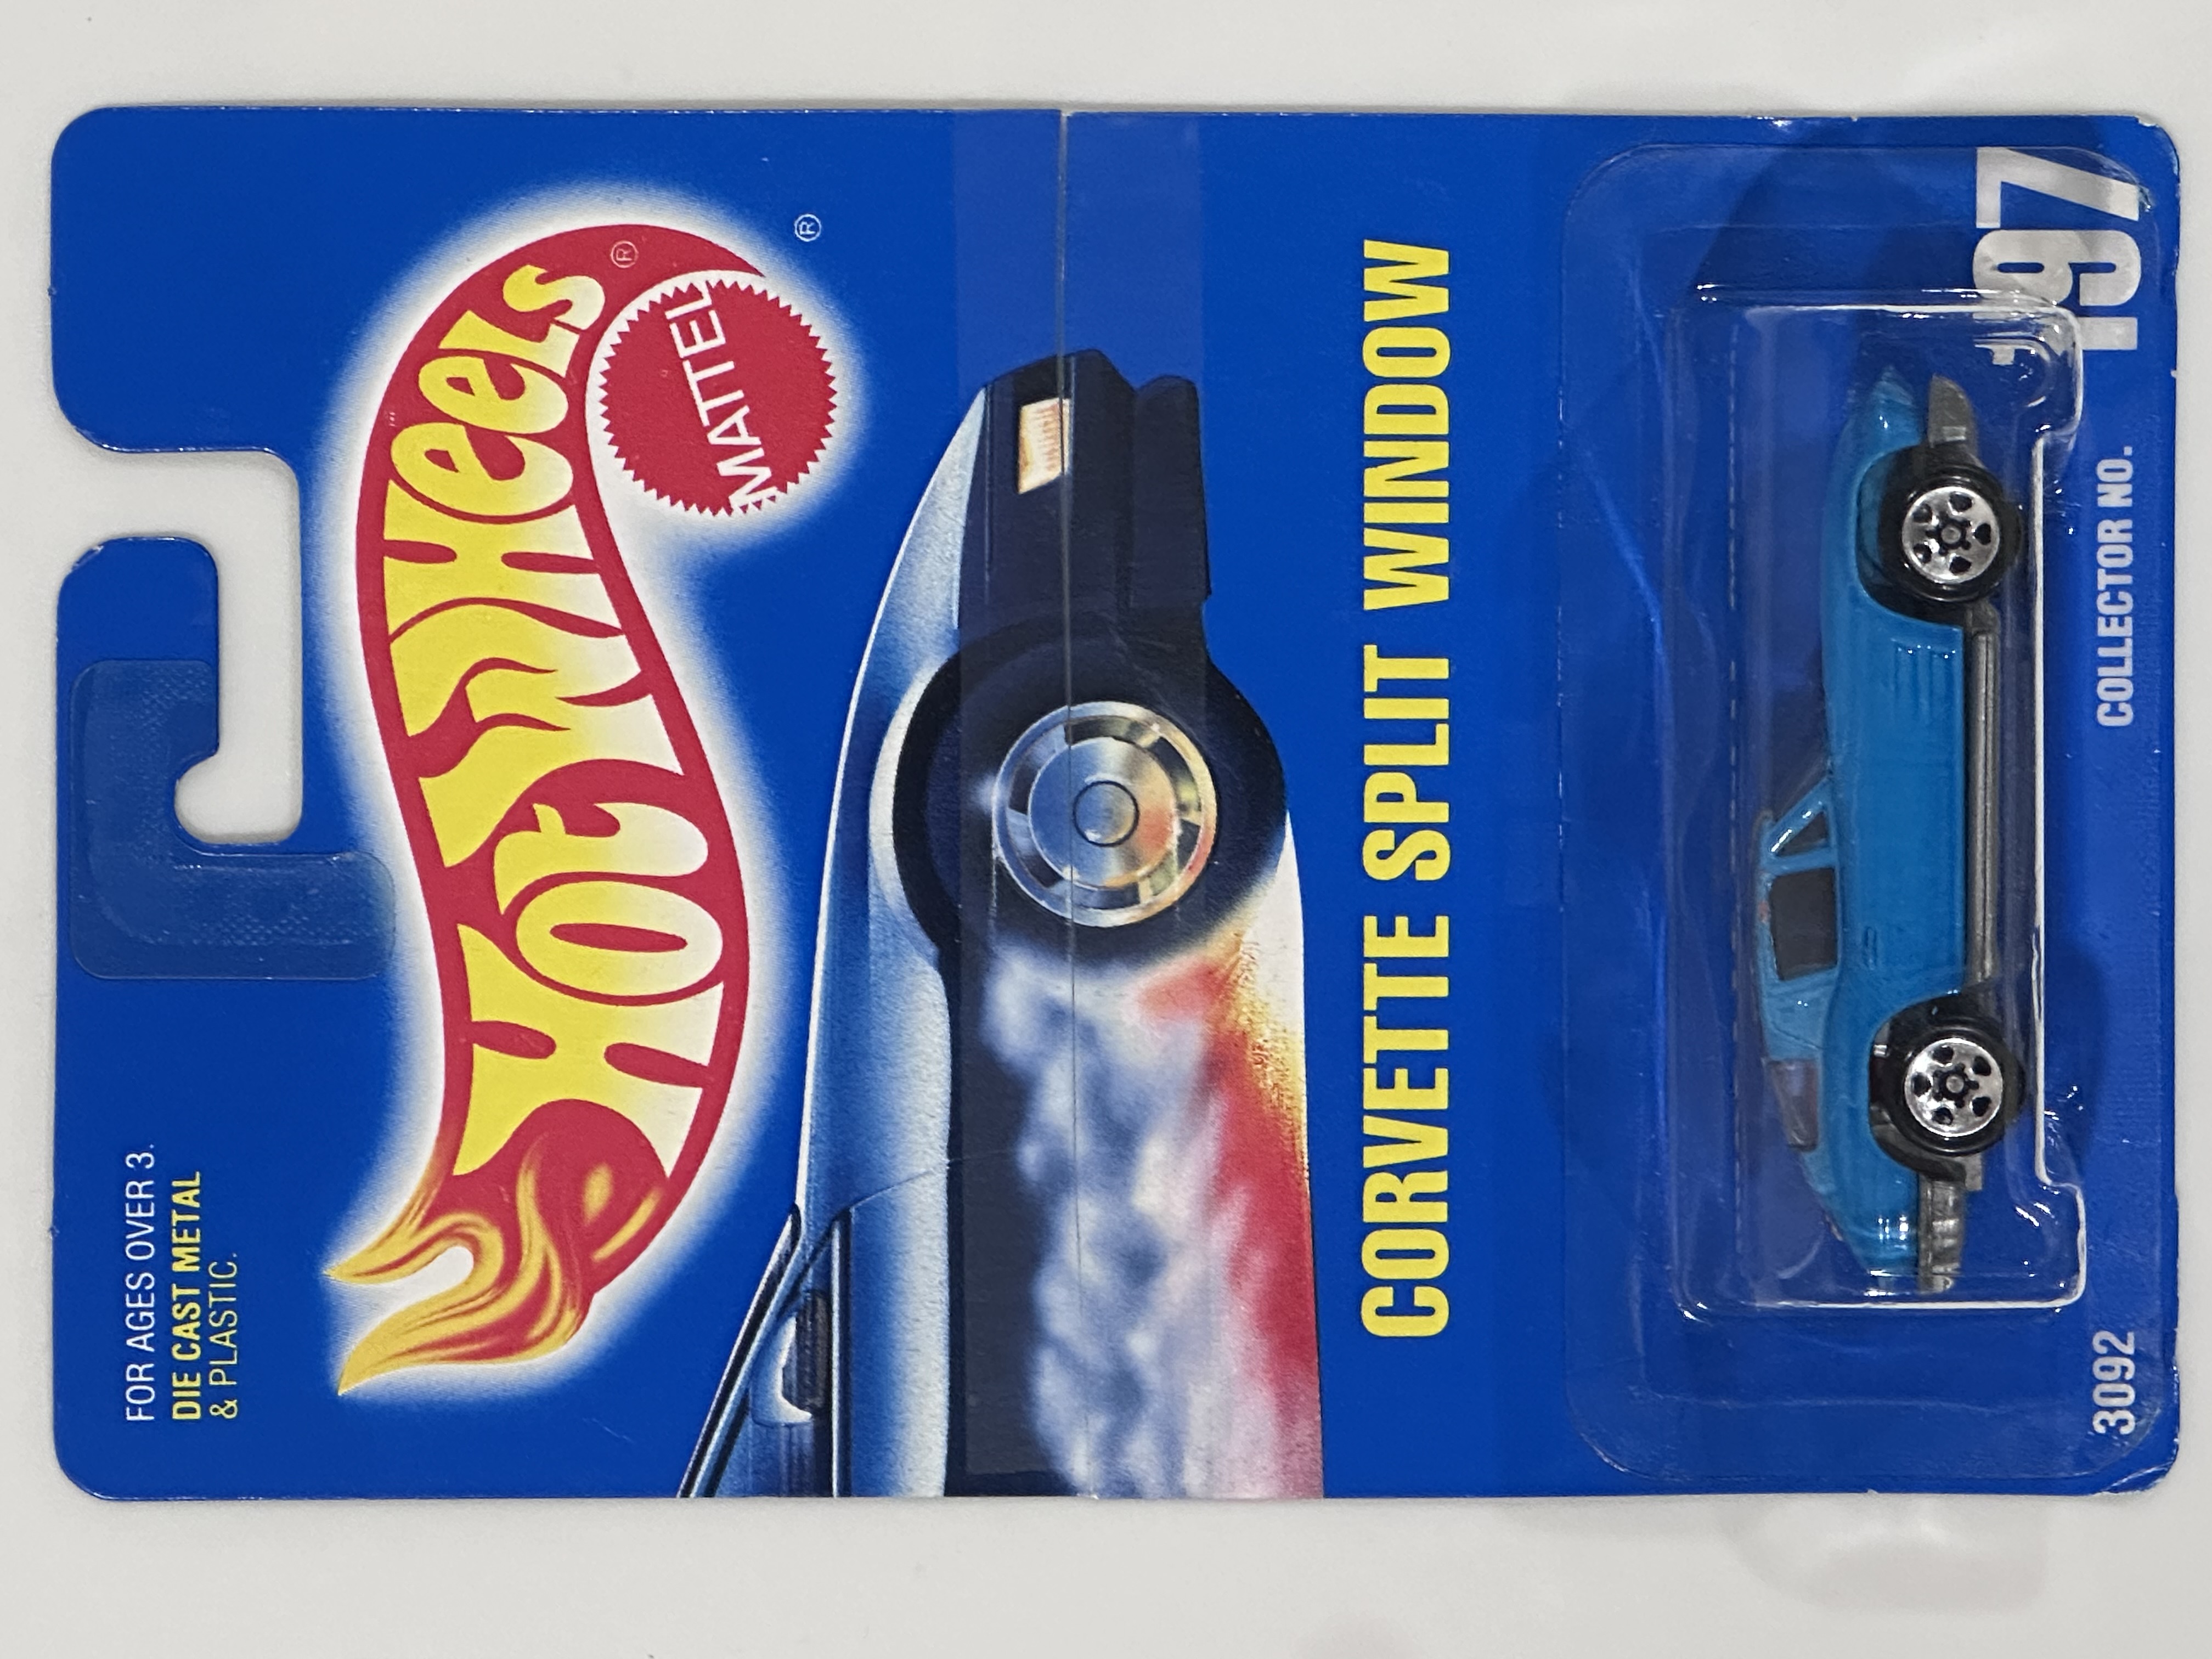 FOR AGES OVER 3.
DIE CAST METAL
& PLASTIC.
Hot Wheels®
MATTEL
®
CORVETTE SPLIT WINDOW
3092
COLLECTOR NO.
197